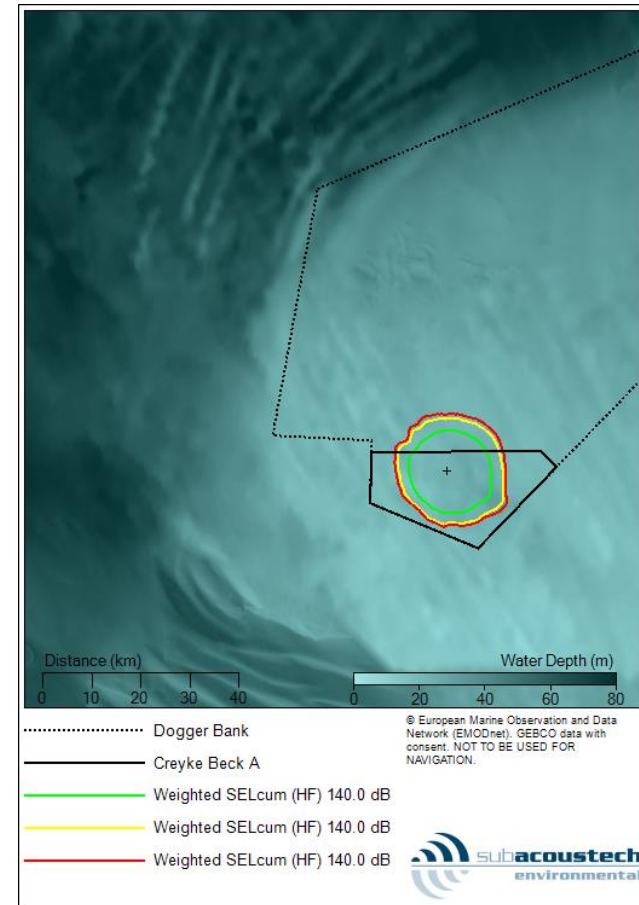 Distance (km)
0 10 20 30 40
Water Depth (m)
0 20 40 60 80
Dogger Bank
Creyke Beck A
Weighted SELcum (HF) 140.0 dB
Weighted SELcum (HF) 140.0 dB
Weighted SELcum (HF) 140.0 dB
© European Marine Observation and Data
Network (EMODnet). GEBCO data with
consent. NOT TO BE USED FOR
NAVIGATION.
subacoustech
environmental